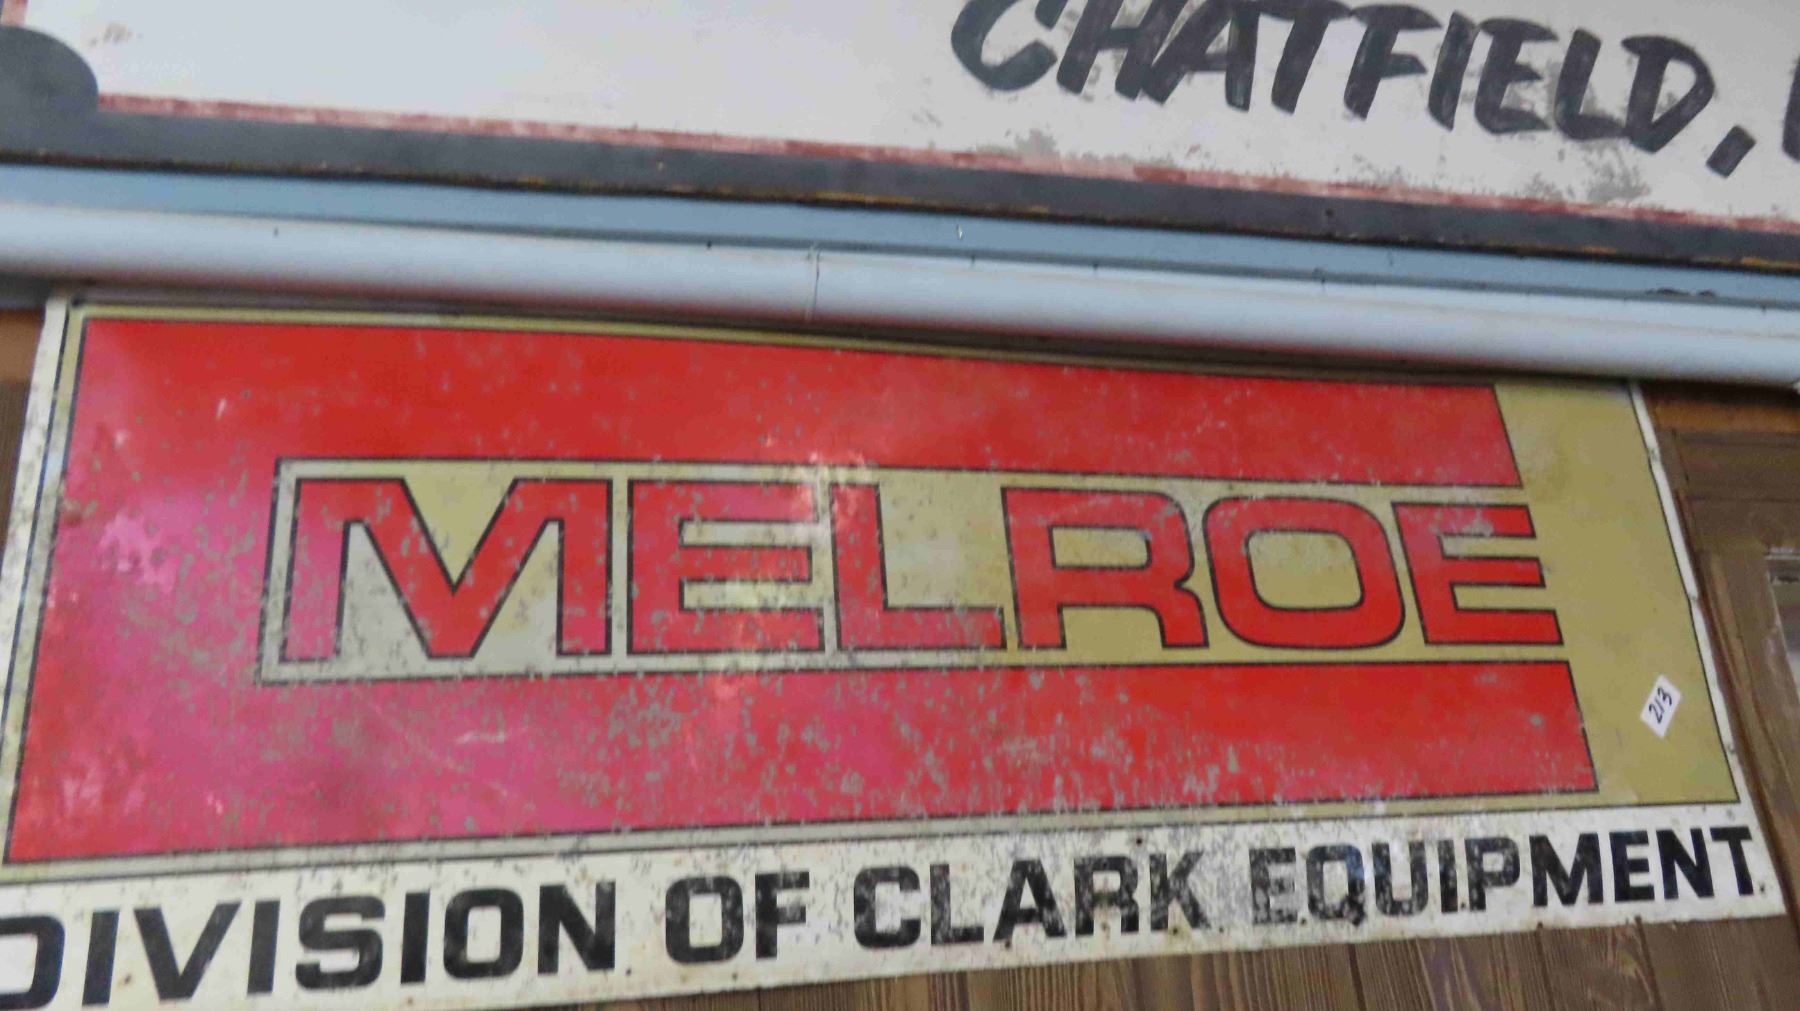 CHATFIELD,
MELROE
213
DIVISION OF CLARK EQUIPMENT